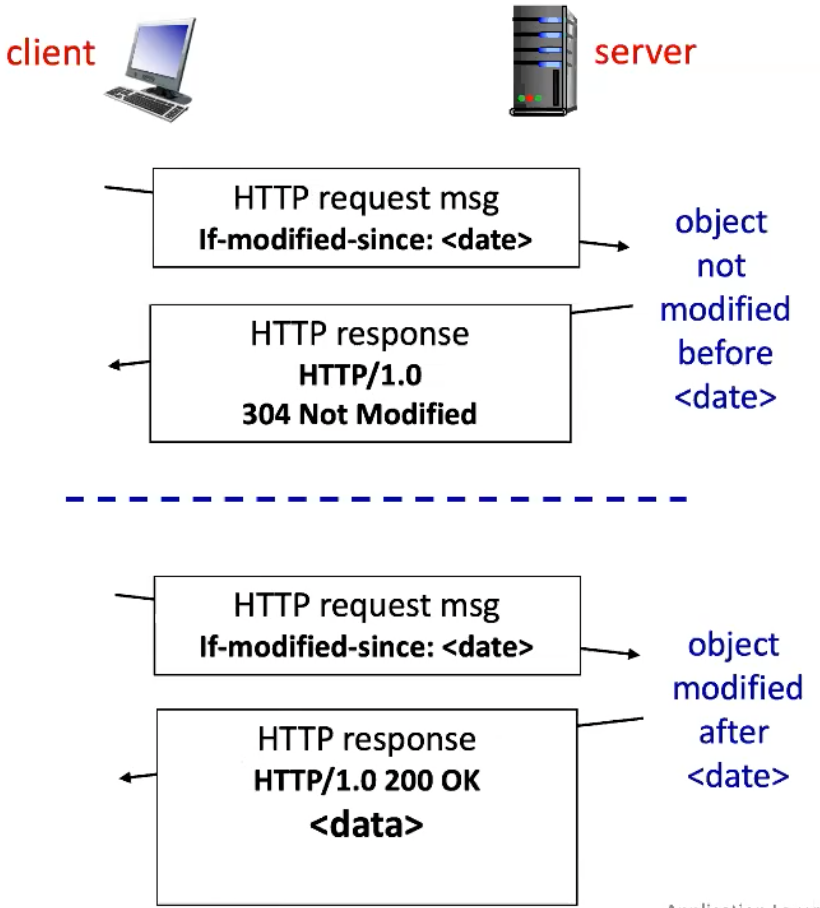 client
server
HTTP request msg
If-modified-since: <date>
object
not
modified
before
<date>
HTTP response
HTTP/1.0
304 Not Modified
HTTP request msg
If-modified-since: <date>
object
modified
after
<date>
HTTP response
HTTP/1.0 200 OK
<data>